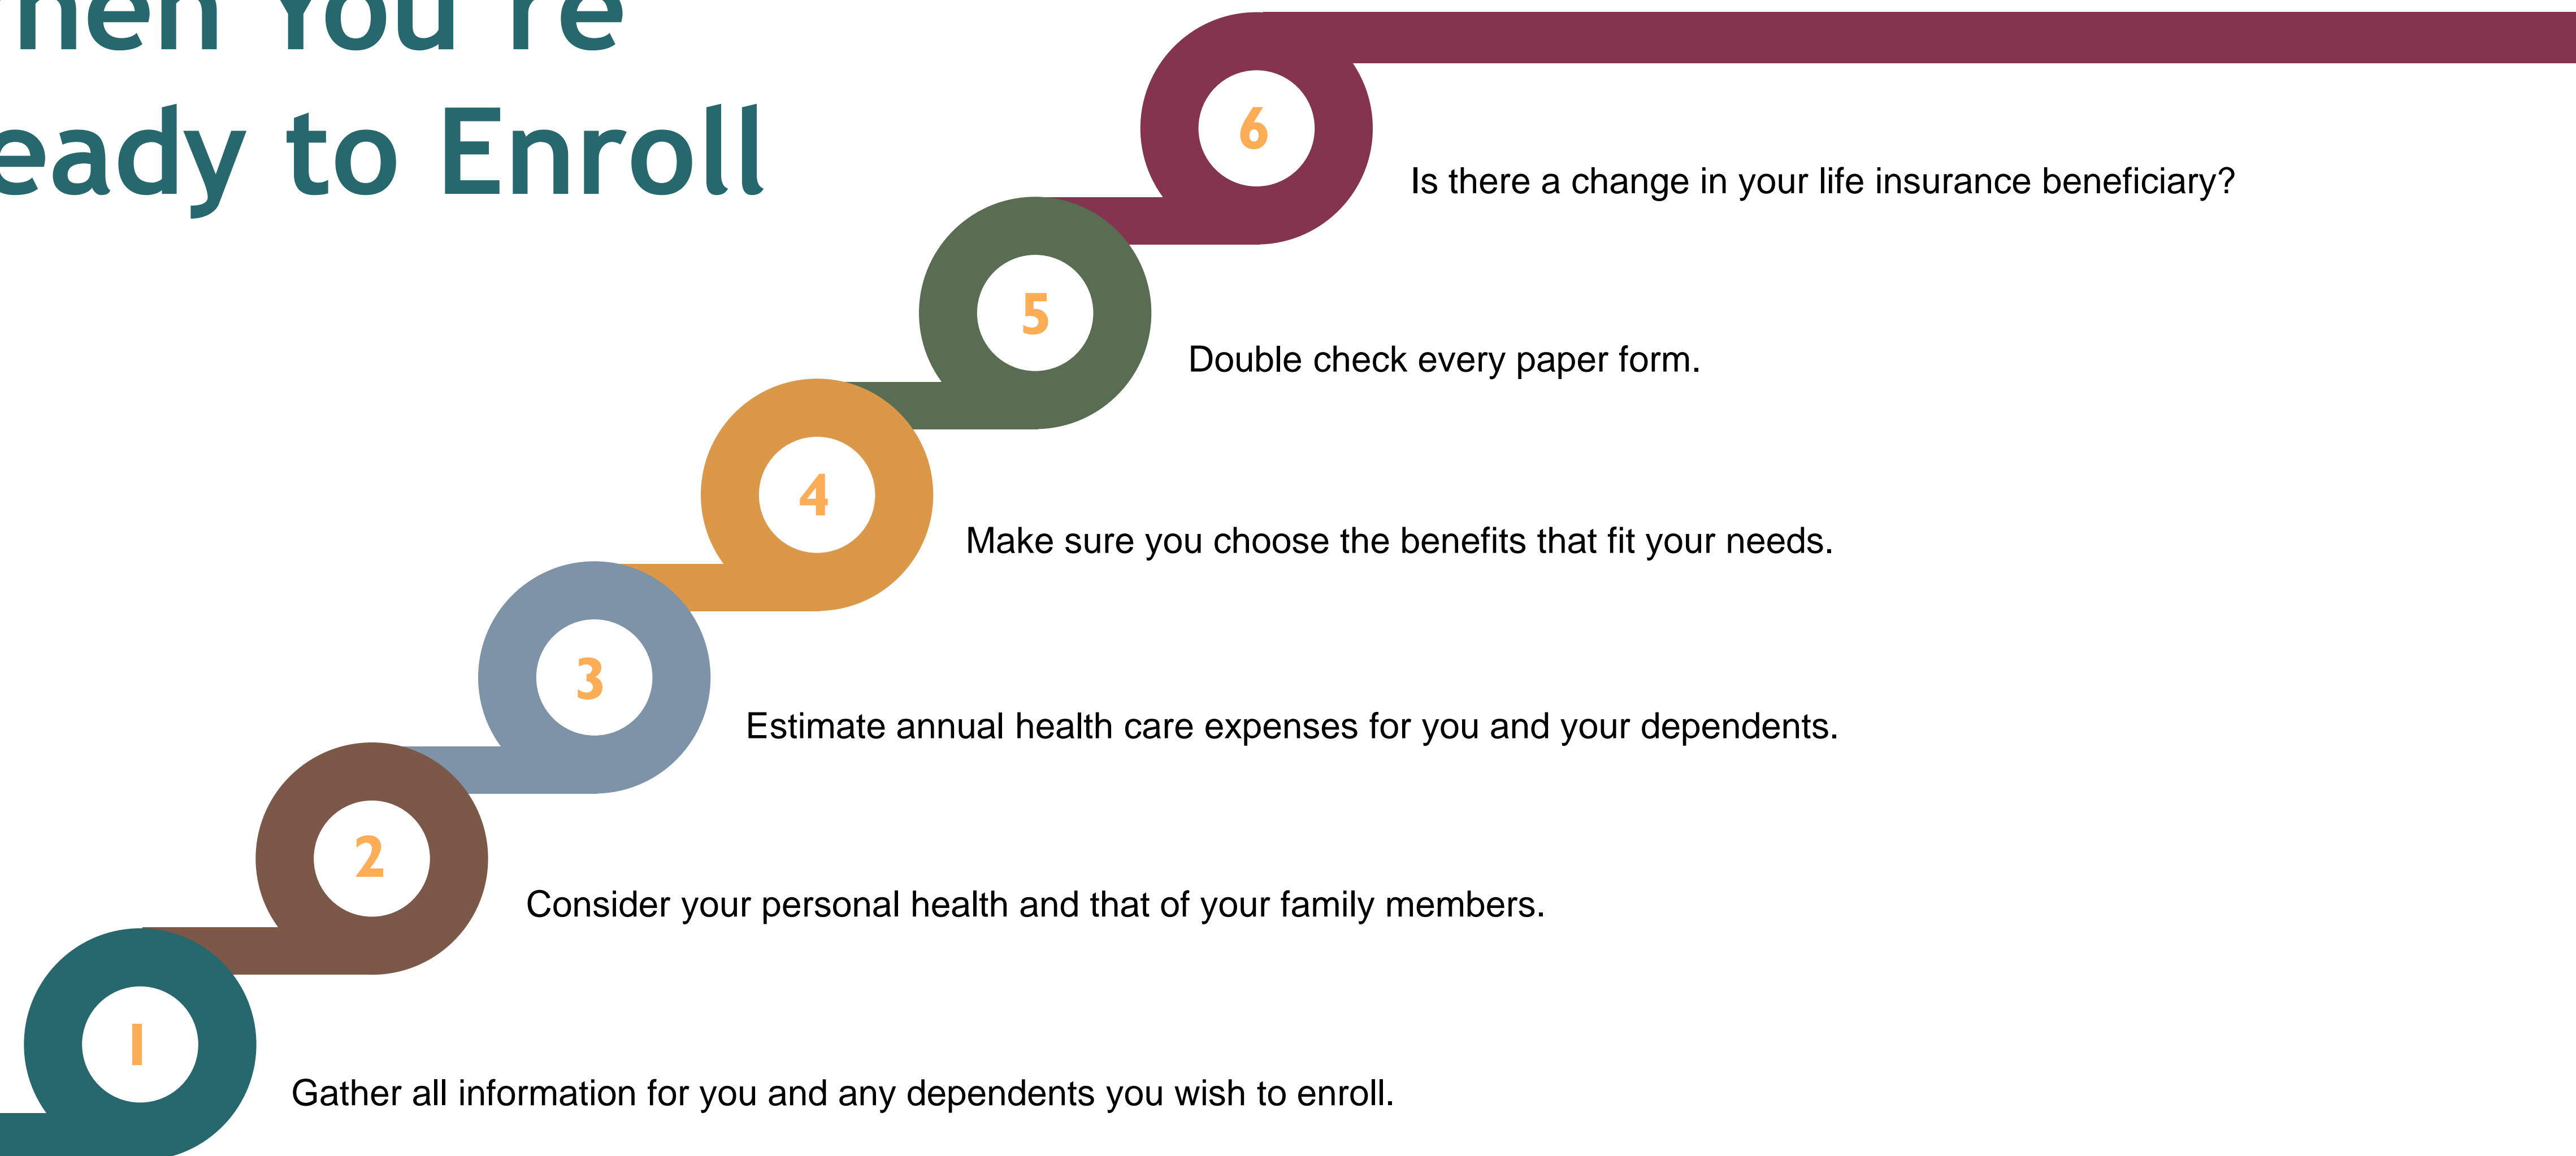 hen You're
eady to Enroll
6
Is there a change in your life insurance beneficiary?
5
Double check every paper form.
4
Make sure you choose the benefits that fit your needs.
3
Estimate annual health care expenses for you and your dependents.
2
Consider your personal health and that of your family members.
1
Gather all information for you and any dependents you wish to enroll.